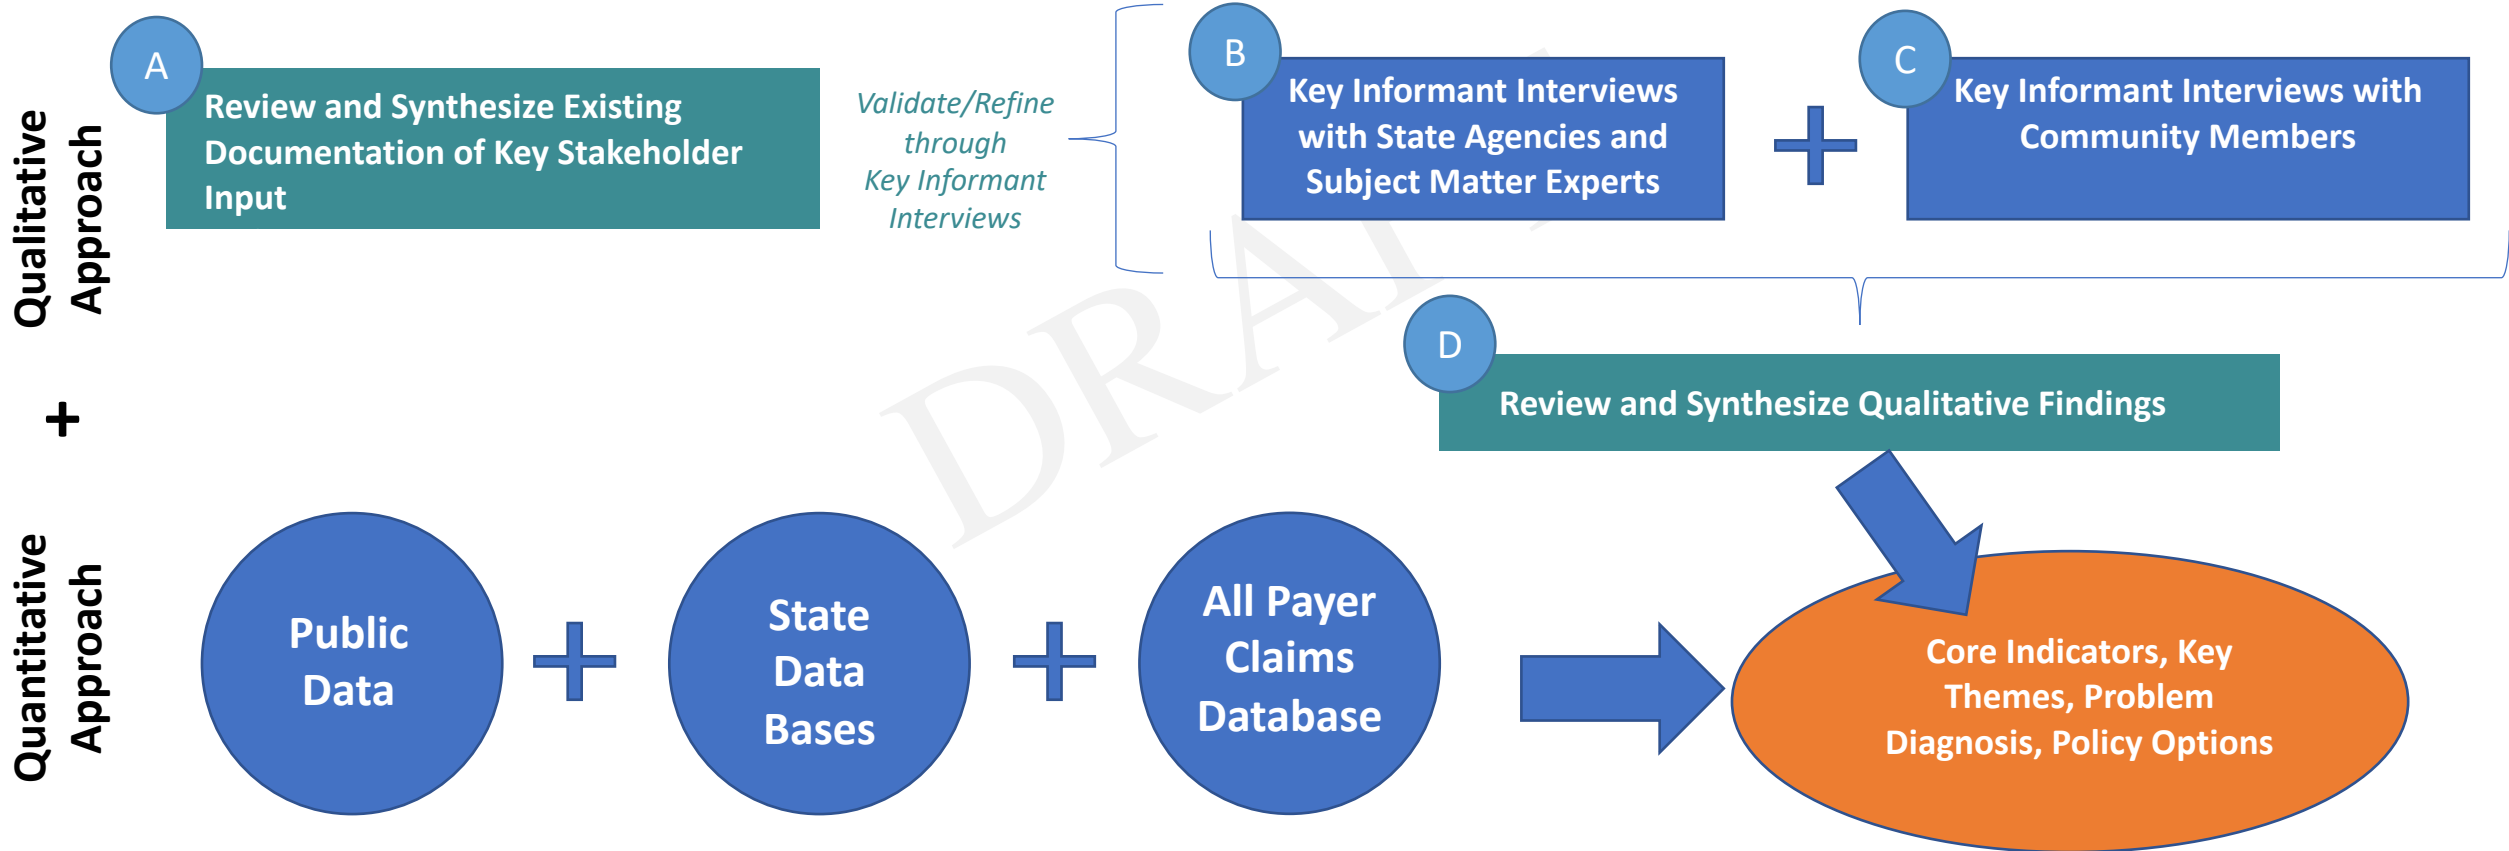 Qualitative
Approach
A
Review and Synthesize Existing
Documentation of Key Stakeholder
Input
Validate/Refine
through
Key Informant
Interviews
B
Key Informant Interviews
with State Agencies and
Subject Matter Experts
+
C
Key Informant Interviews with
Community Members
D
Review and Synthesize Qualitative Findings
DRAFT
+
Quantitative
Approach
Public
Data
+
State
Data
Bases
+
All Payer
Claims
Database
Core Indicators, Key
Themes, Problem
Diagnosis, Policy Options